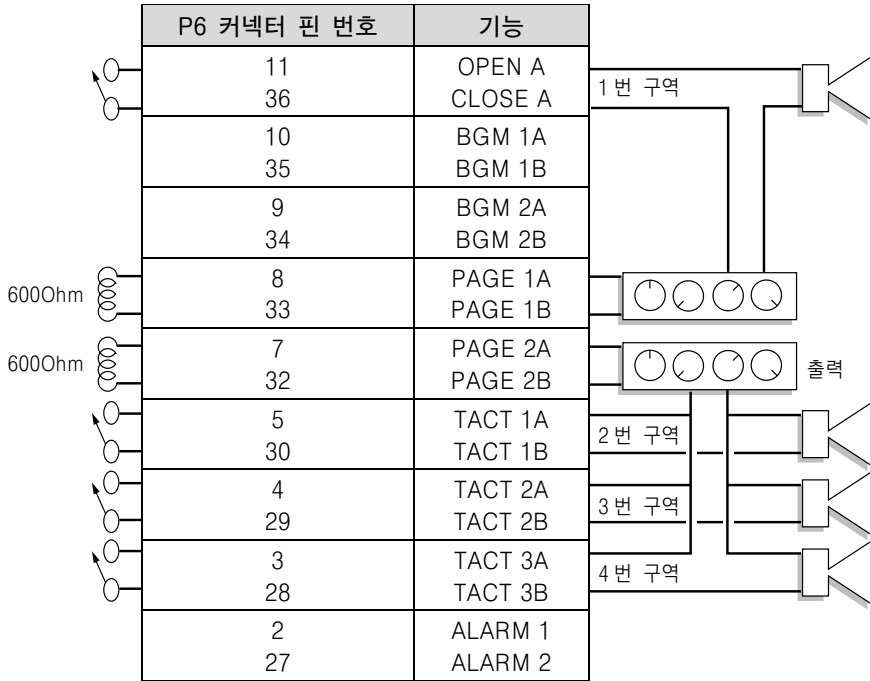 P6 커넥터 핀 번호 기능
11 OPEN A
1번 구역
36 CLOSE A
10 BGM 1A
35 BGM 1B
9 BGM 2A
34 BGM 2B
600Ohm
8 PAGE 1A
33 PAGE 1B
600Ohm
7 PAGE 2A
32 PAGE 2B
출력
5 TACT 1A
2번 구역
30 TACT 1B
4 TACT 2A
3번 구역
29 TACT 2B
3 TACT 3A
4번 구역
28 TACT 3B
2 ALARM 1
27 ALARM 2